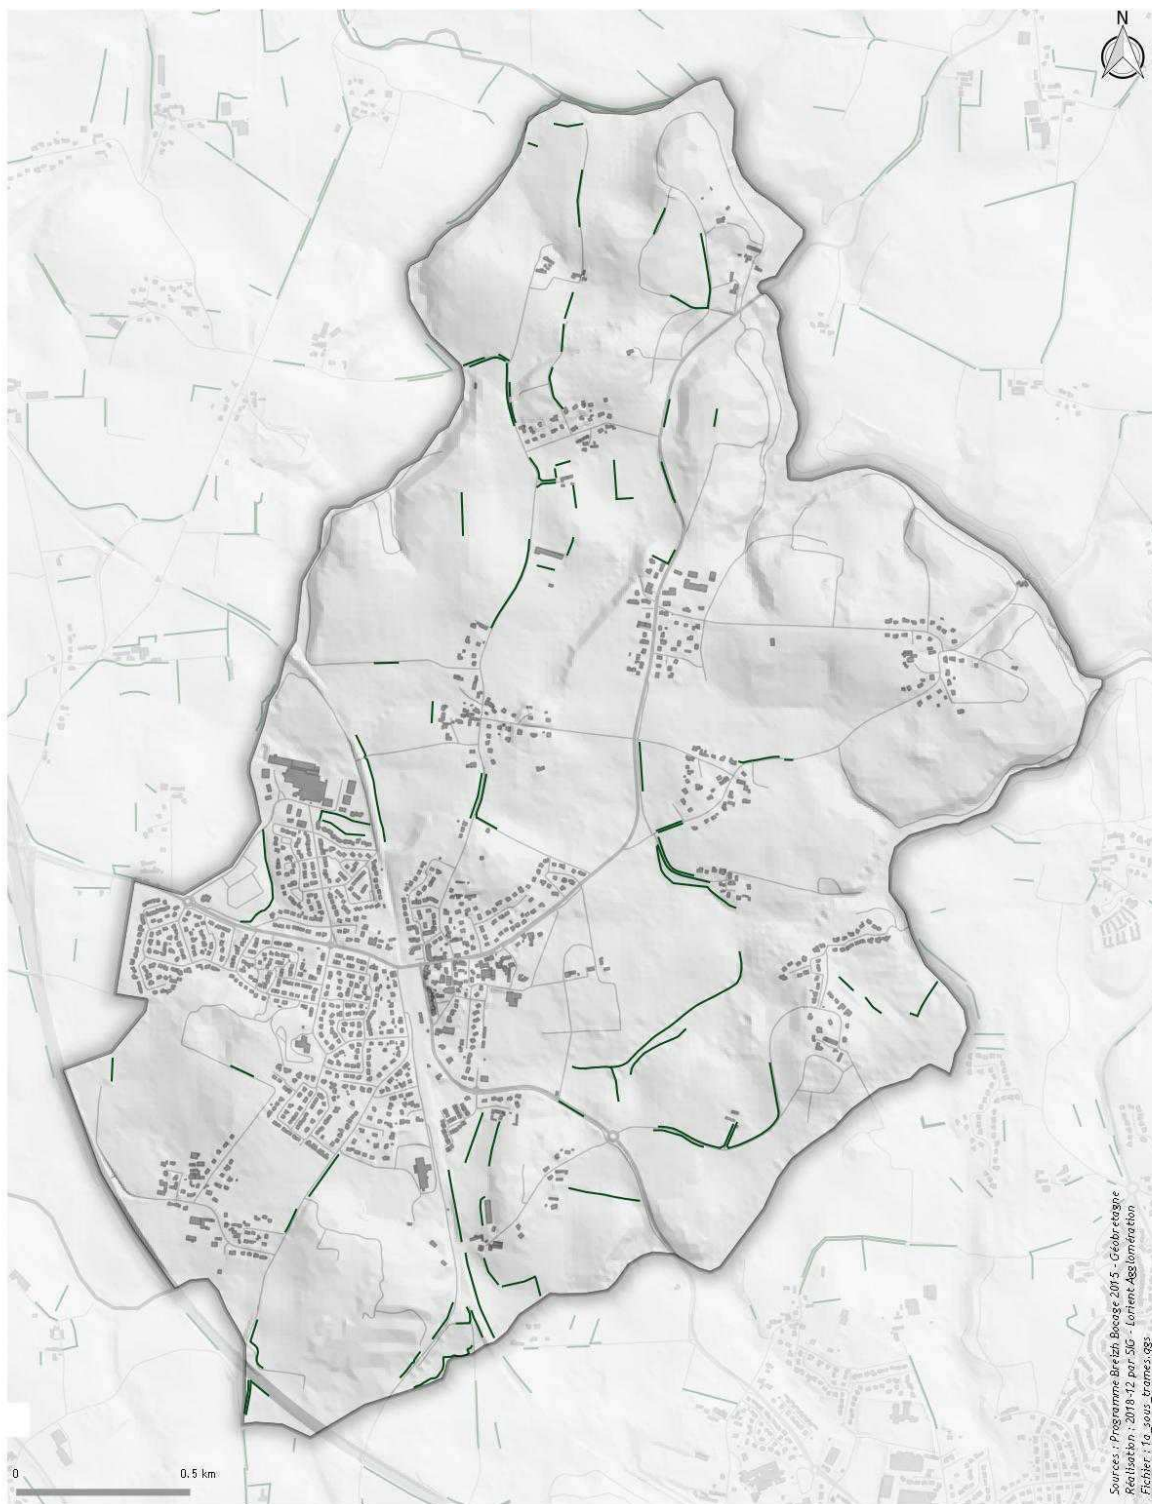 N
0 0.5 km
Sources : Programme Breizh Bocage 2015 - Géobretagne
Réalisation : 2018-12 par SIG - Lorient Agglomération
Fichier : 1a_sous_trames.qgs